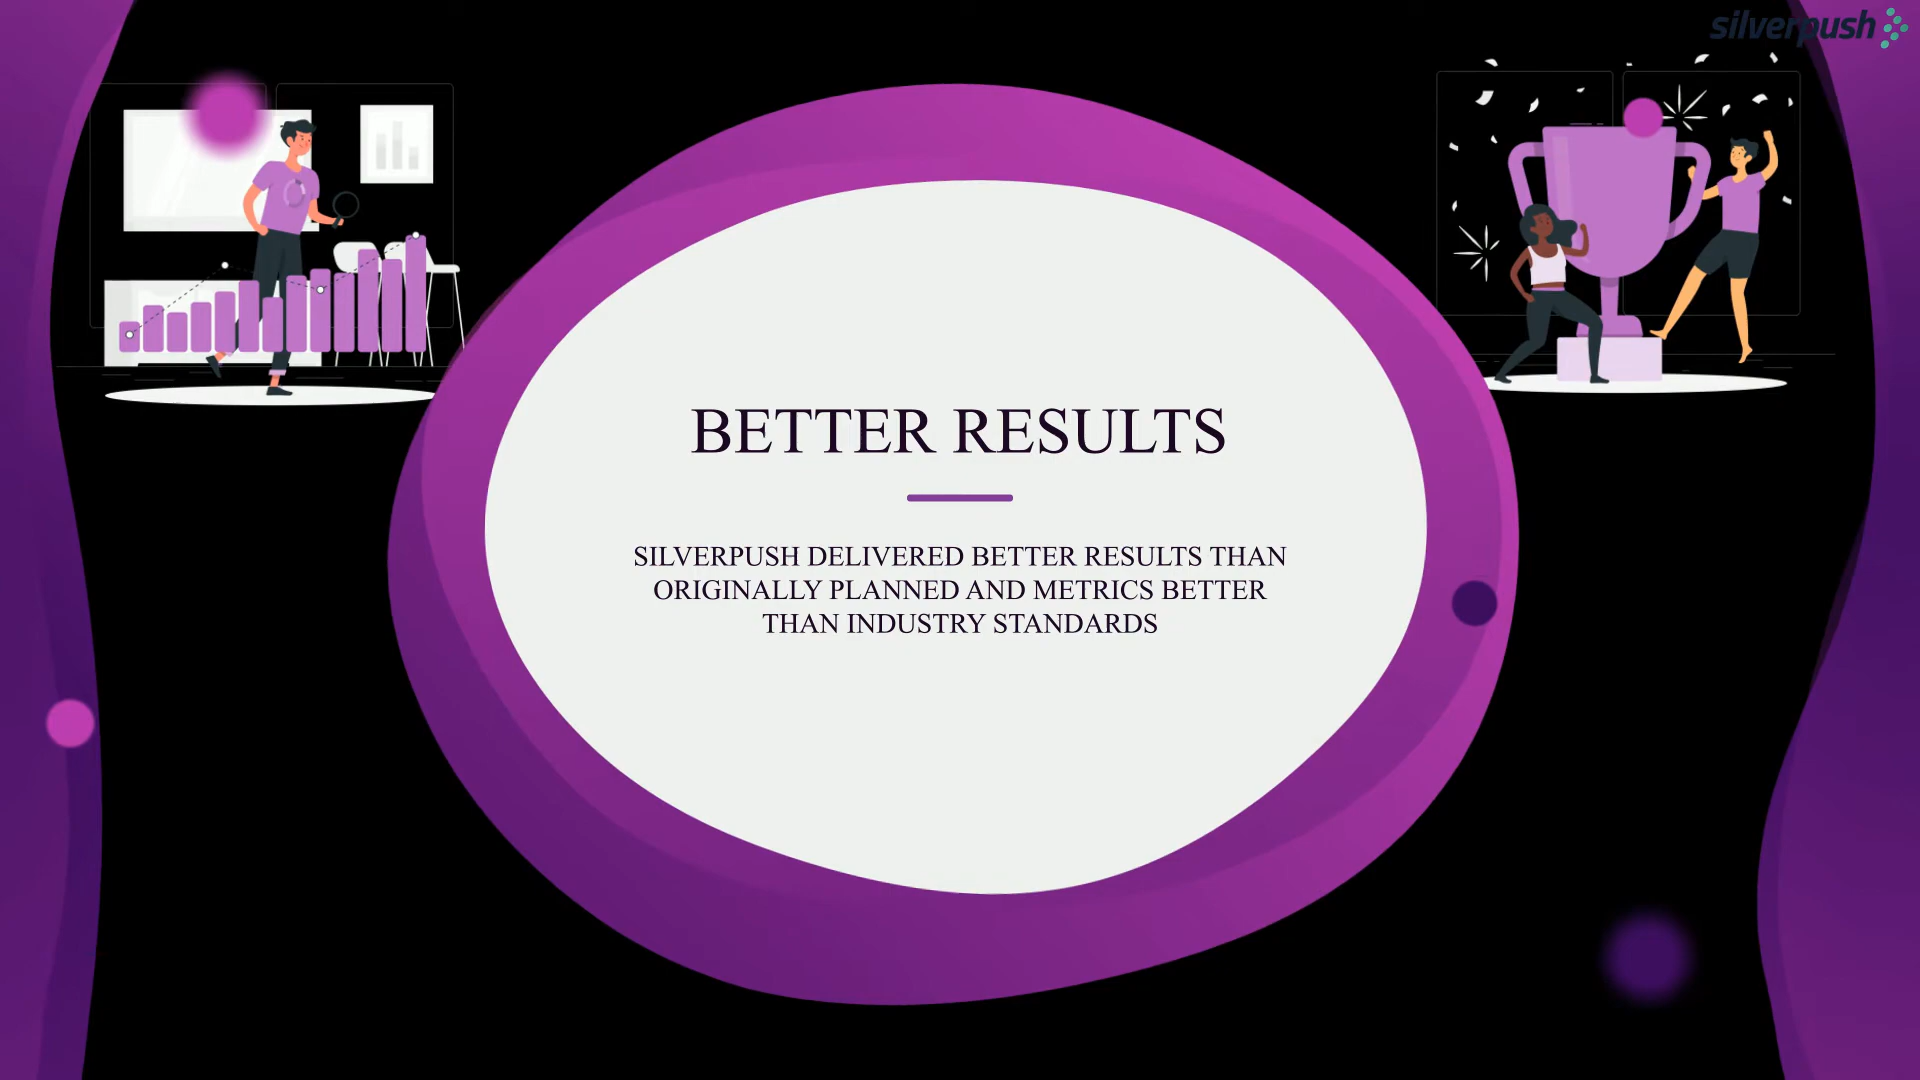 silverpush
BETTER RESULTS
SILVERPUSH DELIVERED BETTER RESULTS THAN
ORIGINALLY PLANNED AND METRICS BETTER
THAN INDUSTRY STANDARDS